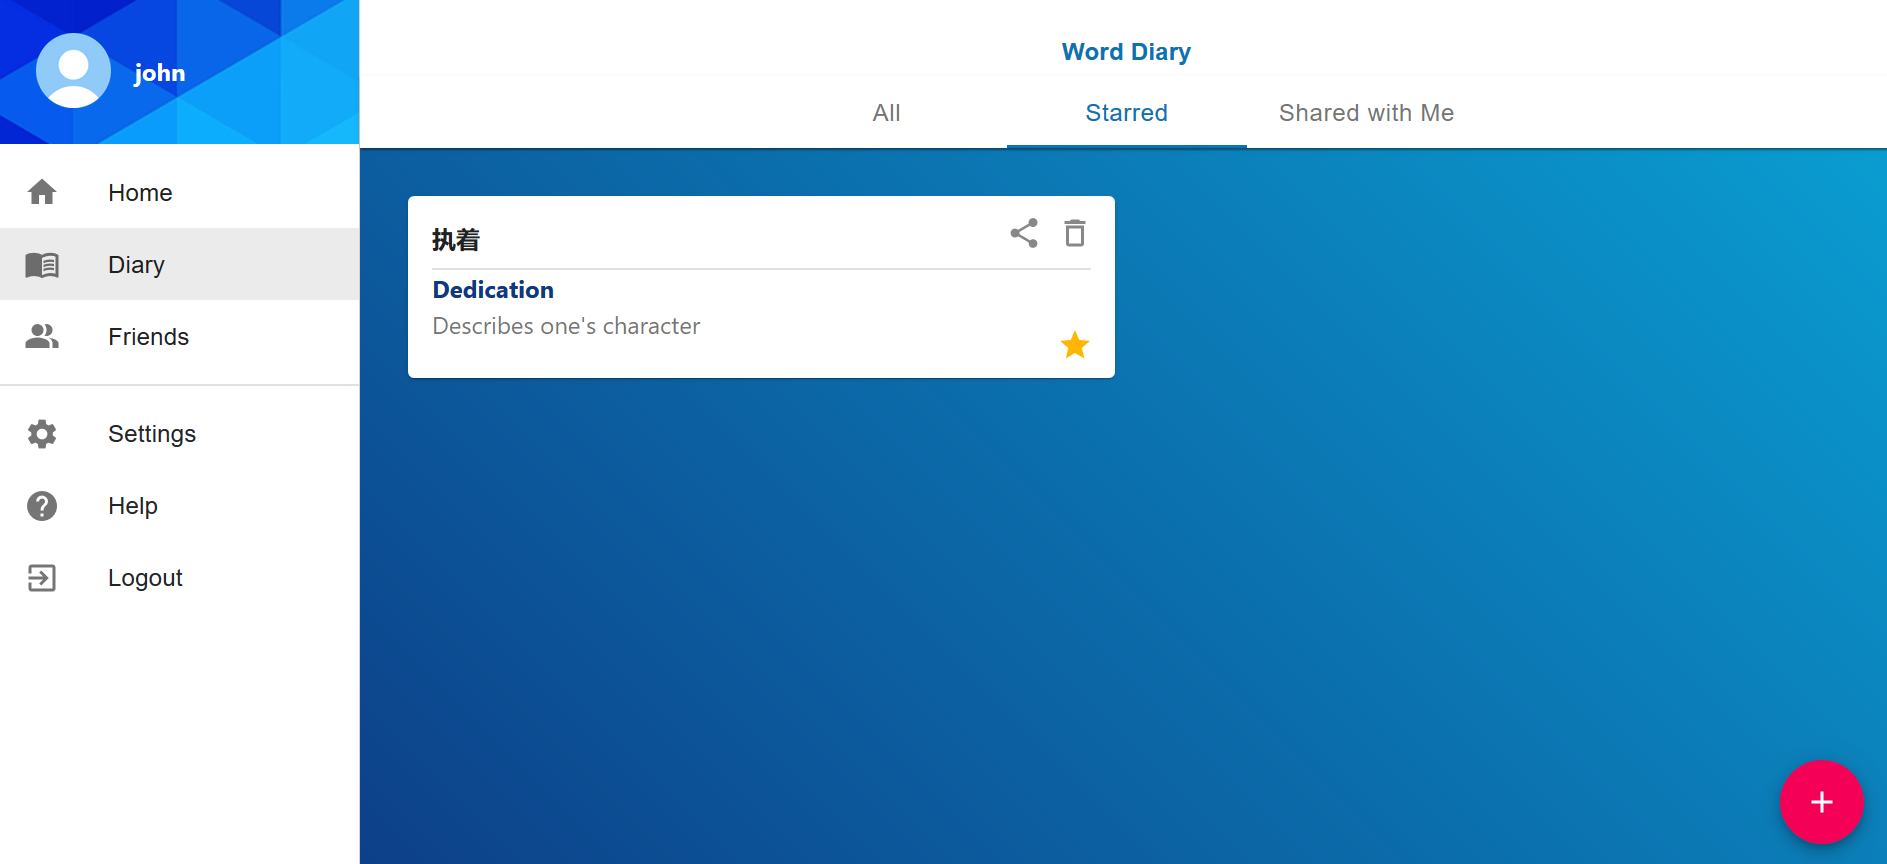 john
Home
Diary
Friends
Settings
Help
Logout
Word Diary
All
Starred
Shared with Me
执着
Dedication
Describes one's character